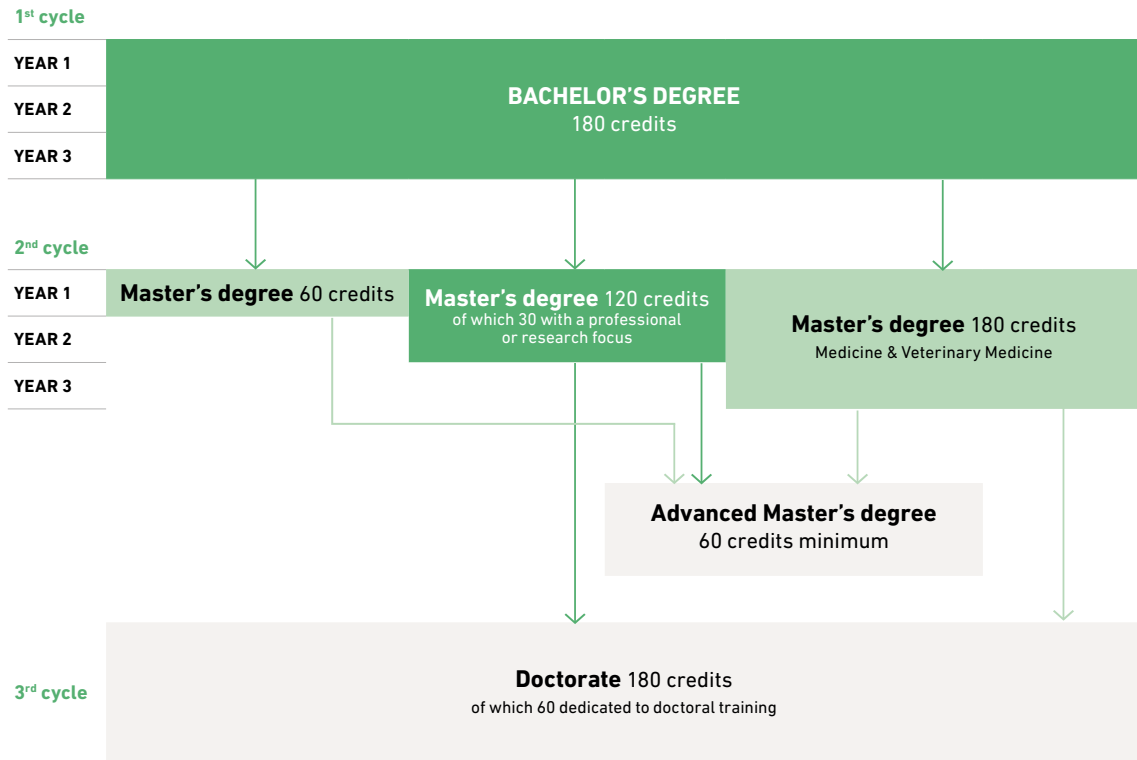 1st cycle
YEAR 1
YEAR 2
YEAR 3
BACHELOR'S DEGREE
180 credits
2nd cycle
YEAR 1
YEAR 2
YEAR 3
Master's degree 60 credits
Master's degree 120 credits
of which 30 with a professional
or research focus
Master's degree 180 credits
Medicine & Veterinary Medicine
Advanced Master's degree
60 credits minimum
3rd cycle
Doctorate 180 credits
of which 60 dedicated to doctoral training